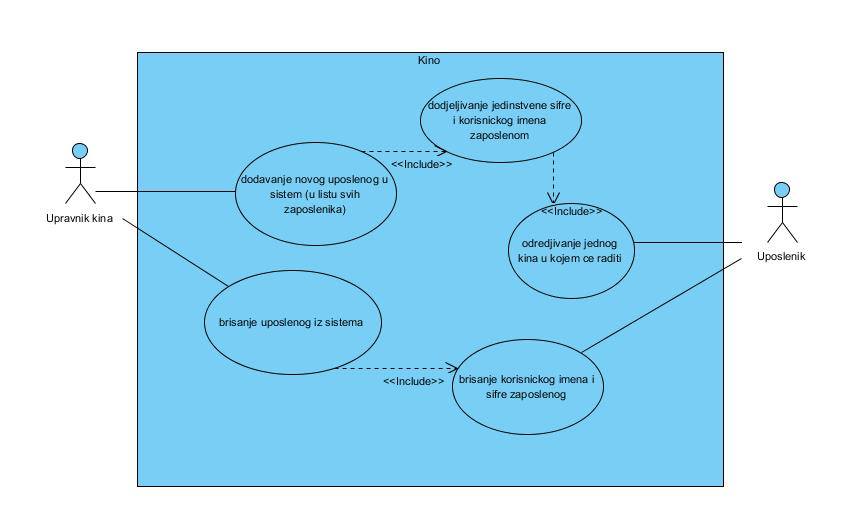 Kino
dodjeljivanje jedinstvene sifre
i korisnickog imena
zaposlenom
<<Include>>
dodavanje novog uposlenog u
sistem (u listu svih
zaposlenika)
Upravnik kina
<<Include>>
odredjivanje jednog
kina u kojem ce raditi
Uposlenik
brisanje uposlenog iz sistema
<<Include>>
brisanje korisnickog imena i
sifre zaposlenog